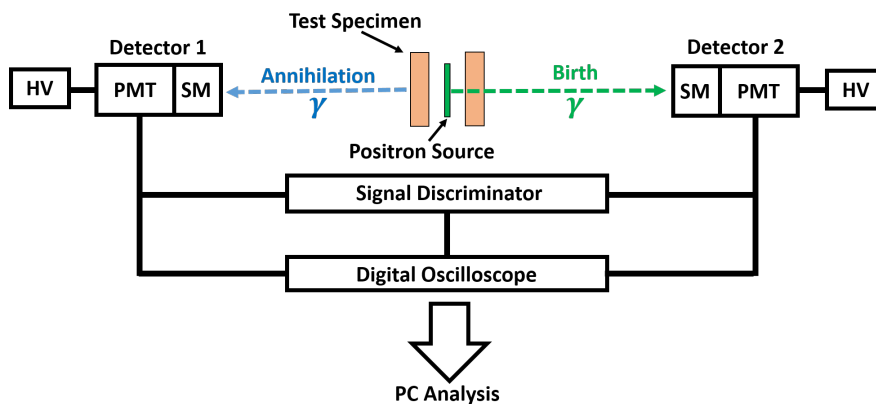 Test Specimen
Detector 1
Detector 2
HV
PMT
SM
Annihilation
γ
Birth
γ
SM
PMT
HV
Positron Source
Signal Discriminator
Digital Oscilloscope
PC Analysis